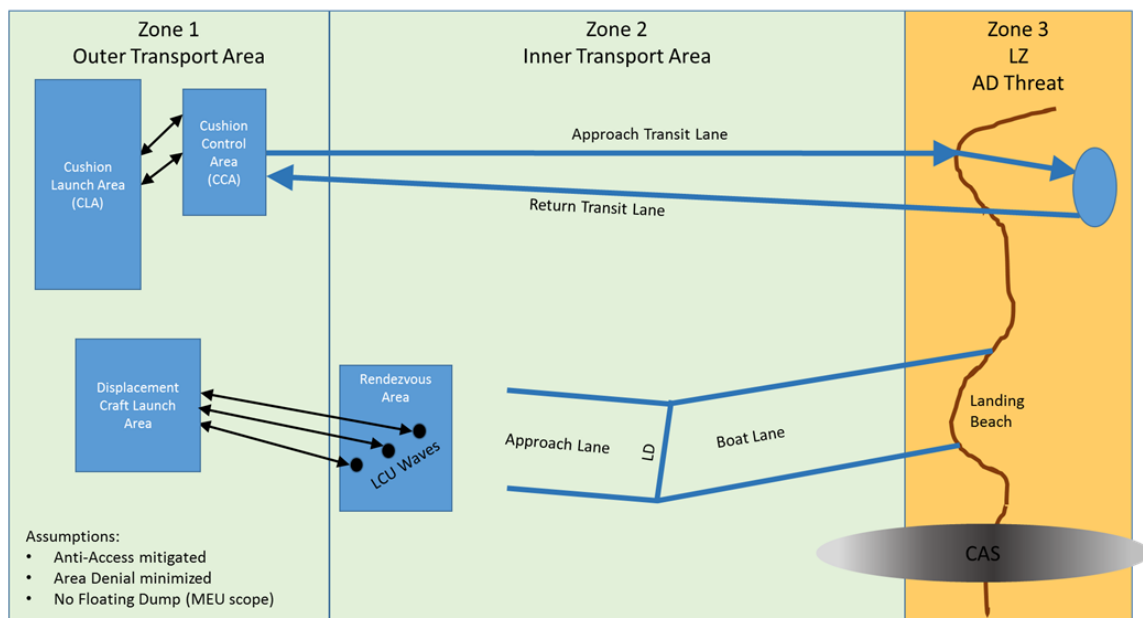 Zone 1
Outer Transport Area
Zone 2
Inner Transport Area
Zone 3
LZ
AD Threat
Cushion
Launch Area
(CLA)
Cushion
Control
Area
(CCA)
Approach Transit Lane
Return Transit Lane
Displacement
Craft Launch
Area
Rendezvous
Area
LCU Waves
Approach Lane
LD
Boat Lane
Landing
Beach
CAS
Assumptions:
• Anti-Access mitigated
• Area Denial minimized
• No Floating Dump (MEU scope)